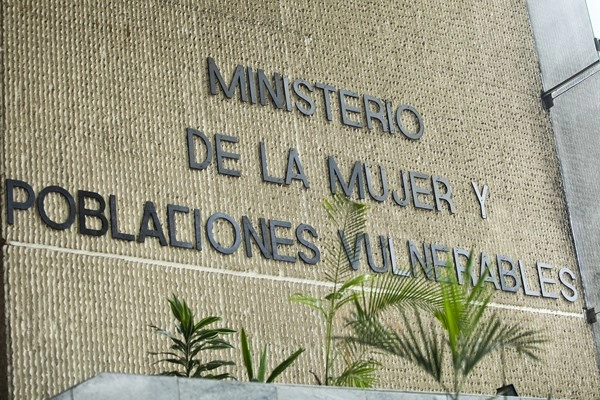 MINISTERIO
DE LA MUJER Y
POBLACIONES VULNERABLES